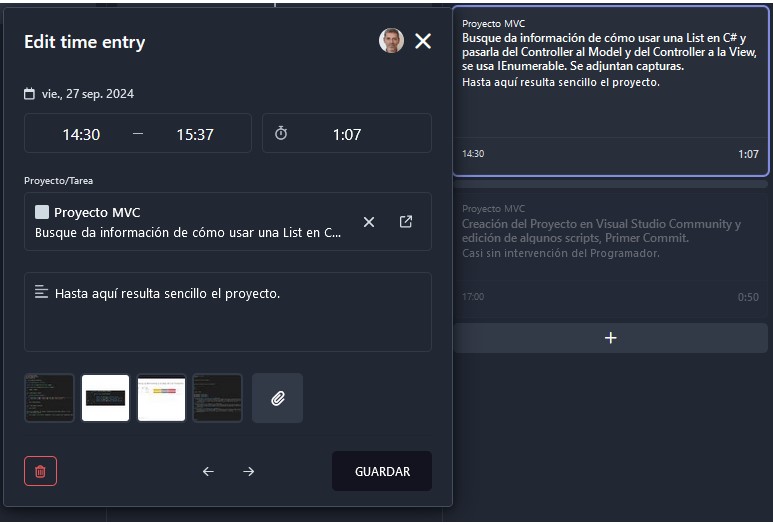 Edit time entry
vie., 27 sep. 2024
14:30 — 15:37
1:07
Proyecto/Tarea
Proyecto MVC
Busque da información de cómo usar una List en C...
Hasta aquí resulta sencillo el proyecto.
GUARDAR
Proyecto MVC
Busque da información de cómo usar una List en C# y
pasarla del Controller al Model y del Controller a la View,
se usa IEnumerable. Se adjuntan capturas.
Hasta aquí resulta sencillo el proyecto.
14:30
1:07
Proyecto MVC
Creación del Proyecto en Visual Studio Community y
edición de algunos scripts, Primer Commit.
Casi sin intervención del Programador.
17:00
0:50
+